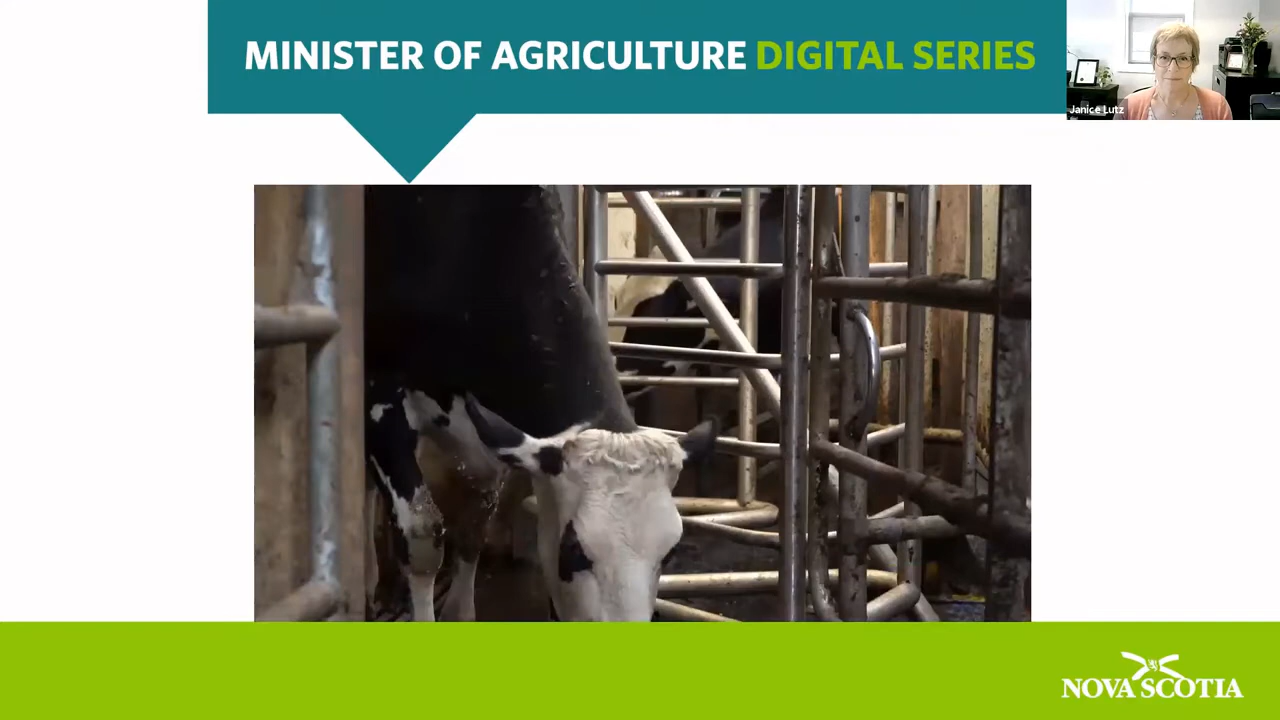 MINISTER OF AGRICULTURE DIGITAL SERIES
Janice Lutz
NOVA SCOTIA